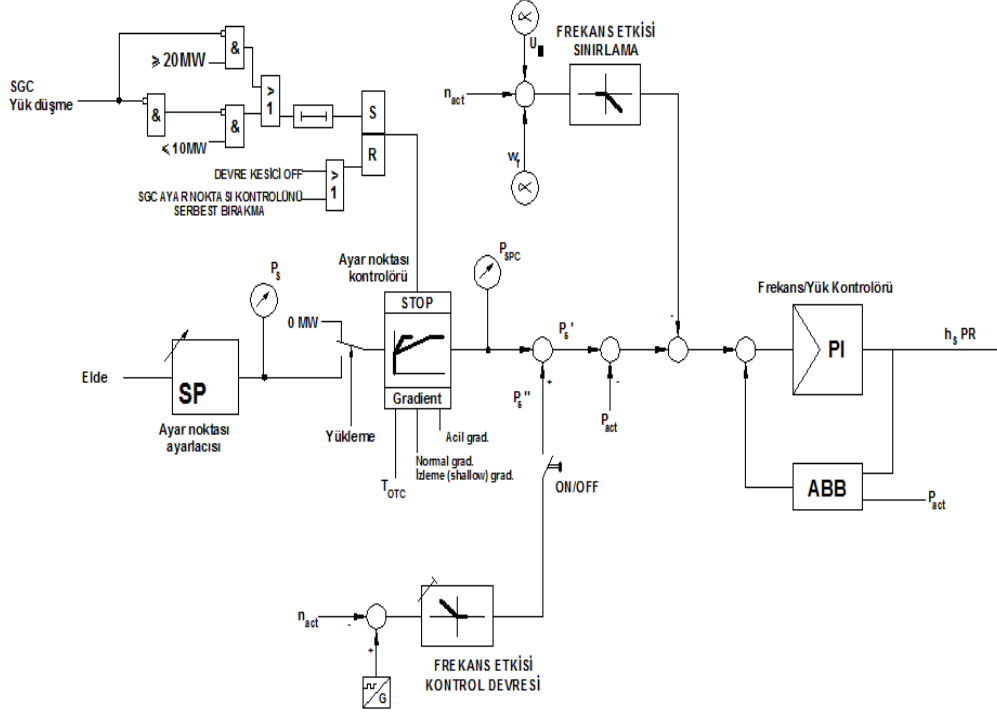 FREKANS ETKİSİ
SINIRLAMA
U
n act
w f
SGC
Yük düşme
⩾ 20MW
&
&
&
⩽ 10MW
> 1
S
R
DEVRE KESİCİ OFF
SGC AYAR NOKTASI KONTROLÜNÜ
SERBEST BIRAKMA
> 1
Ayar noktası
kontrolörü
STOP
Gradient
P s
P SPC
0 MW
Elde
SP
Ayar noktası
ayarlacısı
Yükleme
Acil grad.
Normal grad.
İzleme (shallow) grad.
T OTC
P s '
P s ''
+
-
P act
-
ON/OFF
Frekans/Yük Kontrolörü
PI
h s PR
ABB
P act
n act
-
+
G
FREKANS ETKİSİ
KONTROL DEVRESİ